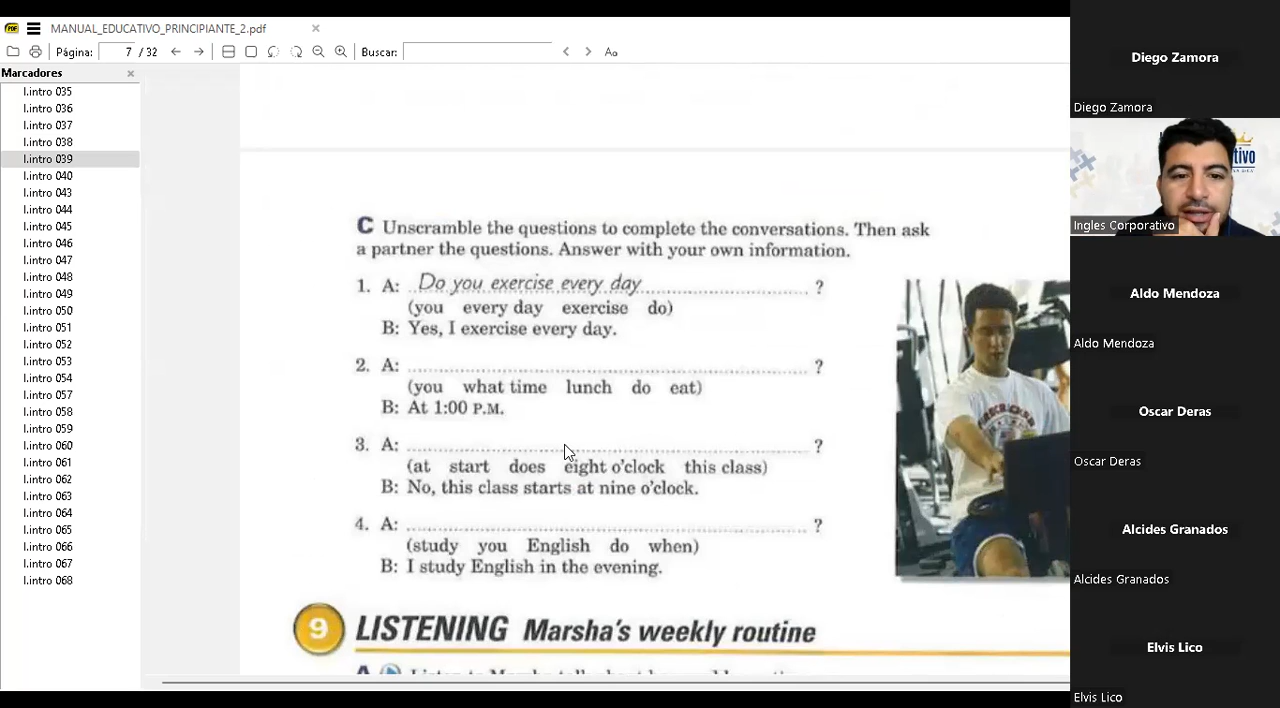 MANUAL_EDUCATIVO_PRINCIPIANTE_2.pdf
Página: 7 / 32 Buscar:
Marcadores
I.intro 035
I.intro 036
I.intro 037
I.intro 038
I.intro 039
I.intro 040
I.intro 043
I.intro 044
I.intro 045
I.intro 046
I.intro 047
I.intro 048
I.intro 049
I.intro 050
I.intro 051
I.intro 052
I.intro 053
I.intro 054
I.intro 057
I.intro 058
I.intro 059
I.intro 060
I.intro 061
I.intro 062
I.intro 063
I.intro 064
I.intro 065
I.intro 066
I.intro 067
I.intro 068
C Unscramble the questions to complete the conversations. Then ask
a partner the questions. Answer with your own information.
1. A: Do you exercise every day ?
(you every day exercise do)
B: Yes, I exercise every day.
2. A: ?
(you what time lunch do eat)
B: At 1:00 P.M.
3. A: ?
(at start does eight o'clock this class)
B: No, this class starts at nine o'clock.
4. A: ?
(study you English do when)
B: I study English in the evening.
9 LISTENING Marsha's weekly routine
Diego Zamora
Diego Zamora
Ingles Corporativo
Aldo Mendoza
Aldo Mendoza
Oscar Deras
Oscar Deras
Alcides Granados
Alcides Granados
Elvis Lico
Elvis Lico